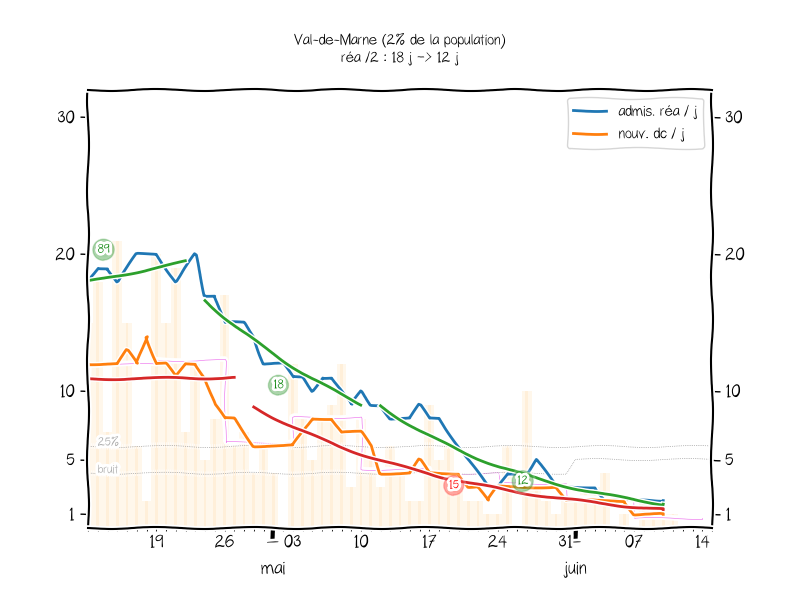 Val-de-Marne (2% de la population)
réa /2 : 18 j -> 12 j
admis. réa / j
nouv. dc / j
30 30
20 20
10 10
5 5
1 1
89
18
15
12
25%
bruit
19 26 03 10 17 24 31 07 14
mai juin